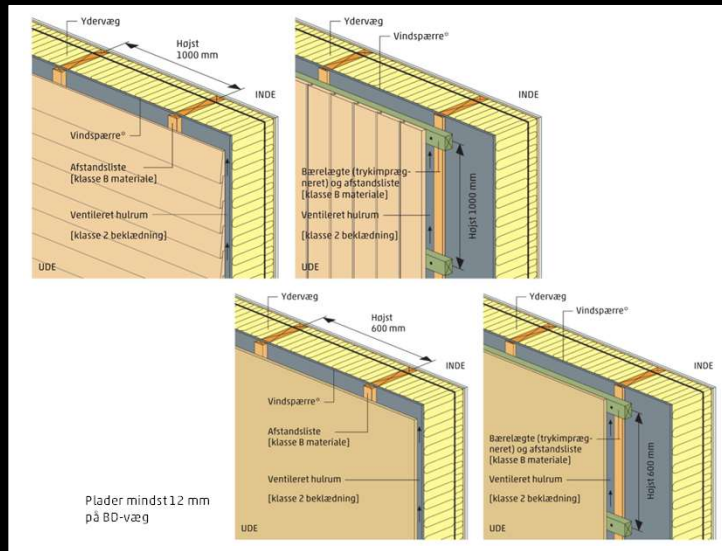 Ydervæg
Højst
1000 mm
INDE
Vindspærre*
Afstandsliste
[klasse B materiale]
Ventileret hulrum
[klasse 2 beklædning]
UDE
Ydervæg
Vindspærre*
INDE
Bærelægte (trykimpræg-
neret) og afstandsliste
[klasse B materiale]
Højst 1000 mm
Ventileret hulrum
[klasse 2 beklædning]
UDE
Ydervæg
Højst
600 mm
INDE
Vindspærre*
Afstandsliste
[klasse B materiale]
Ventileret hulrum
[klasse 2 beklædning]
UDE
Ydervæg
Vindspærre*
INDE
Bærelægte (trykimpræg-
neret) og afstandsliste
[klasse B materiale]
Højst 600 mm
Ventileret hulrum
[klasse 2 beklædning]
UDE
Plader mindst 12 mm
på BD-væg